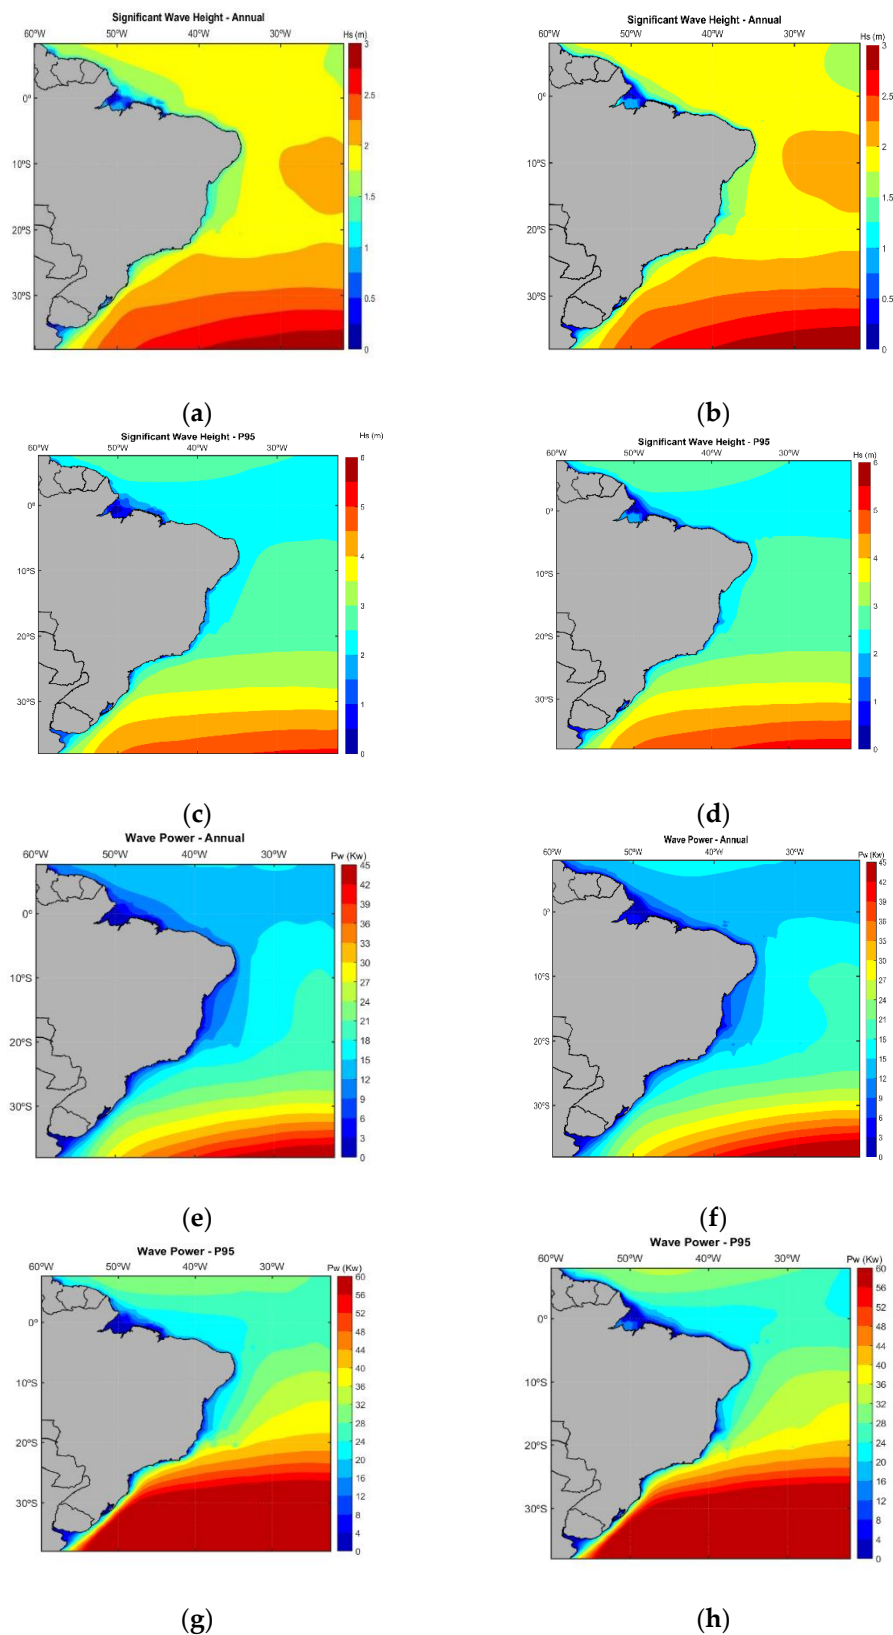 Significant Wave Height - Annual
60°W 50°W 40°W 30°W Hs (m)
3
2.5
2
1.5
1
0.5
0
0°
10°S
20°S
30°S
(a)
Significant Wave Height - Annual
60°W 50°W 40°W 30°W Hs (m)
3
2.5
2
1.5
1
0.5
0
0°
10°S
20°S
30°S
(b)
Significant Wave Height - P95
60°W 50°W 40°W 30°W Hs (m)
6
5
4
3
2
1
0
0°
10°S
20°S
30°S
(c)
Significant Wave Height - P95
60°W 50°W 40°W 30°W Hs (m)
6
5
4
3
2
1
0
0°
10°S
20°S
30°S
(d)
Wave Power - Annual
60°W 50°W 40°W 30°W Pw (Kw)
45
42
39
36
33
30
27
24
21
18
15
12
9
6
3
0
0°
10°S
20°S
30°S
(e)
Wave Power - Annual
60°W 50°W 40°W 30°W Pw (Kw)
45
42
39
36
33
30
27
24
21
18
15
12
9
6
3
0
0°
10°S
20°S
30°S
(f)
Wave Power - P95
60°W 50°W 40°W 30°W Pw (Kw)
60
56
52
48
44
40
36
32
28
24
20
16
12
8
4
0
0°
10°S
20°S
30°S
(g)
Wave Power - P95
60°W 50°W 40°W 30°W Pw (Kw)
60
56
52
48
44
40
36
32
28
24
20
16
12
8
4
0
0°
10°S
20°S
30°S
(h)